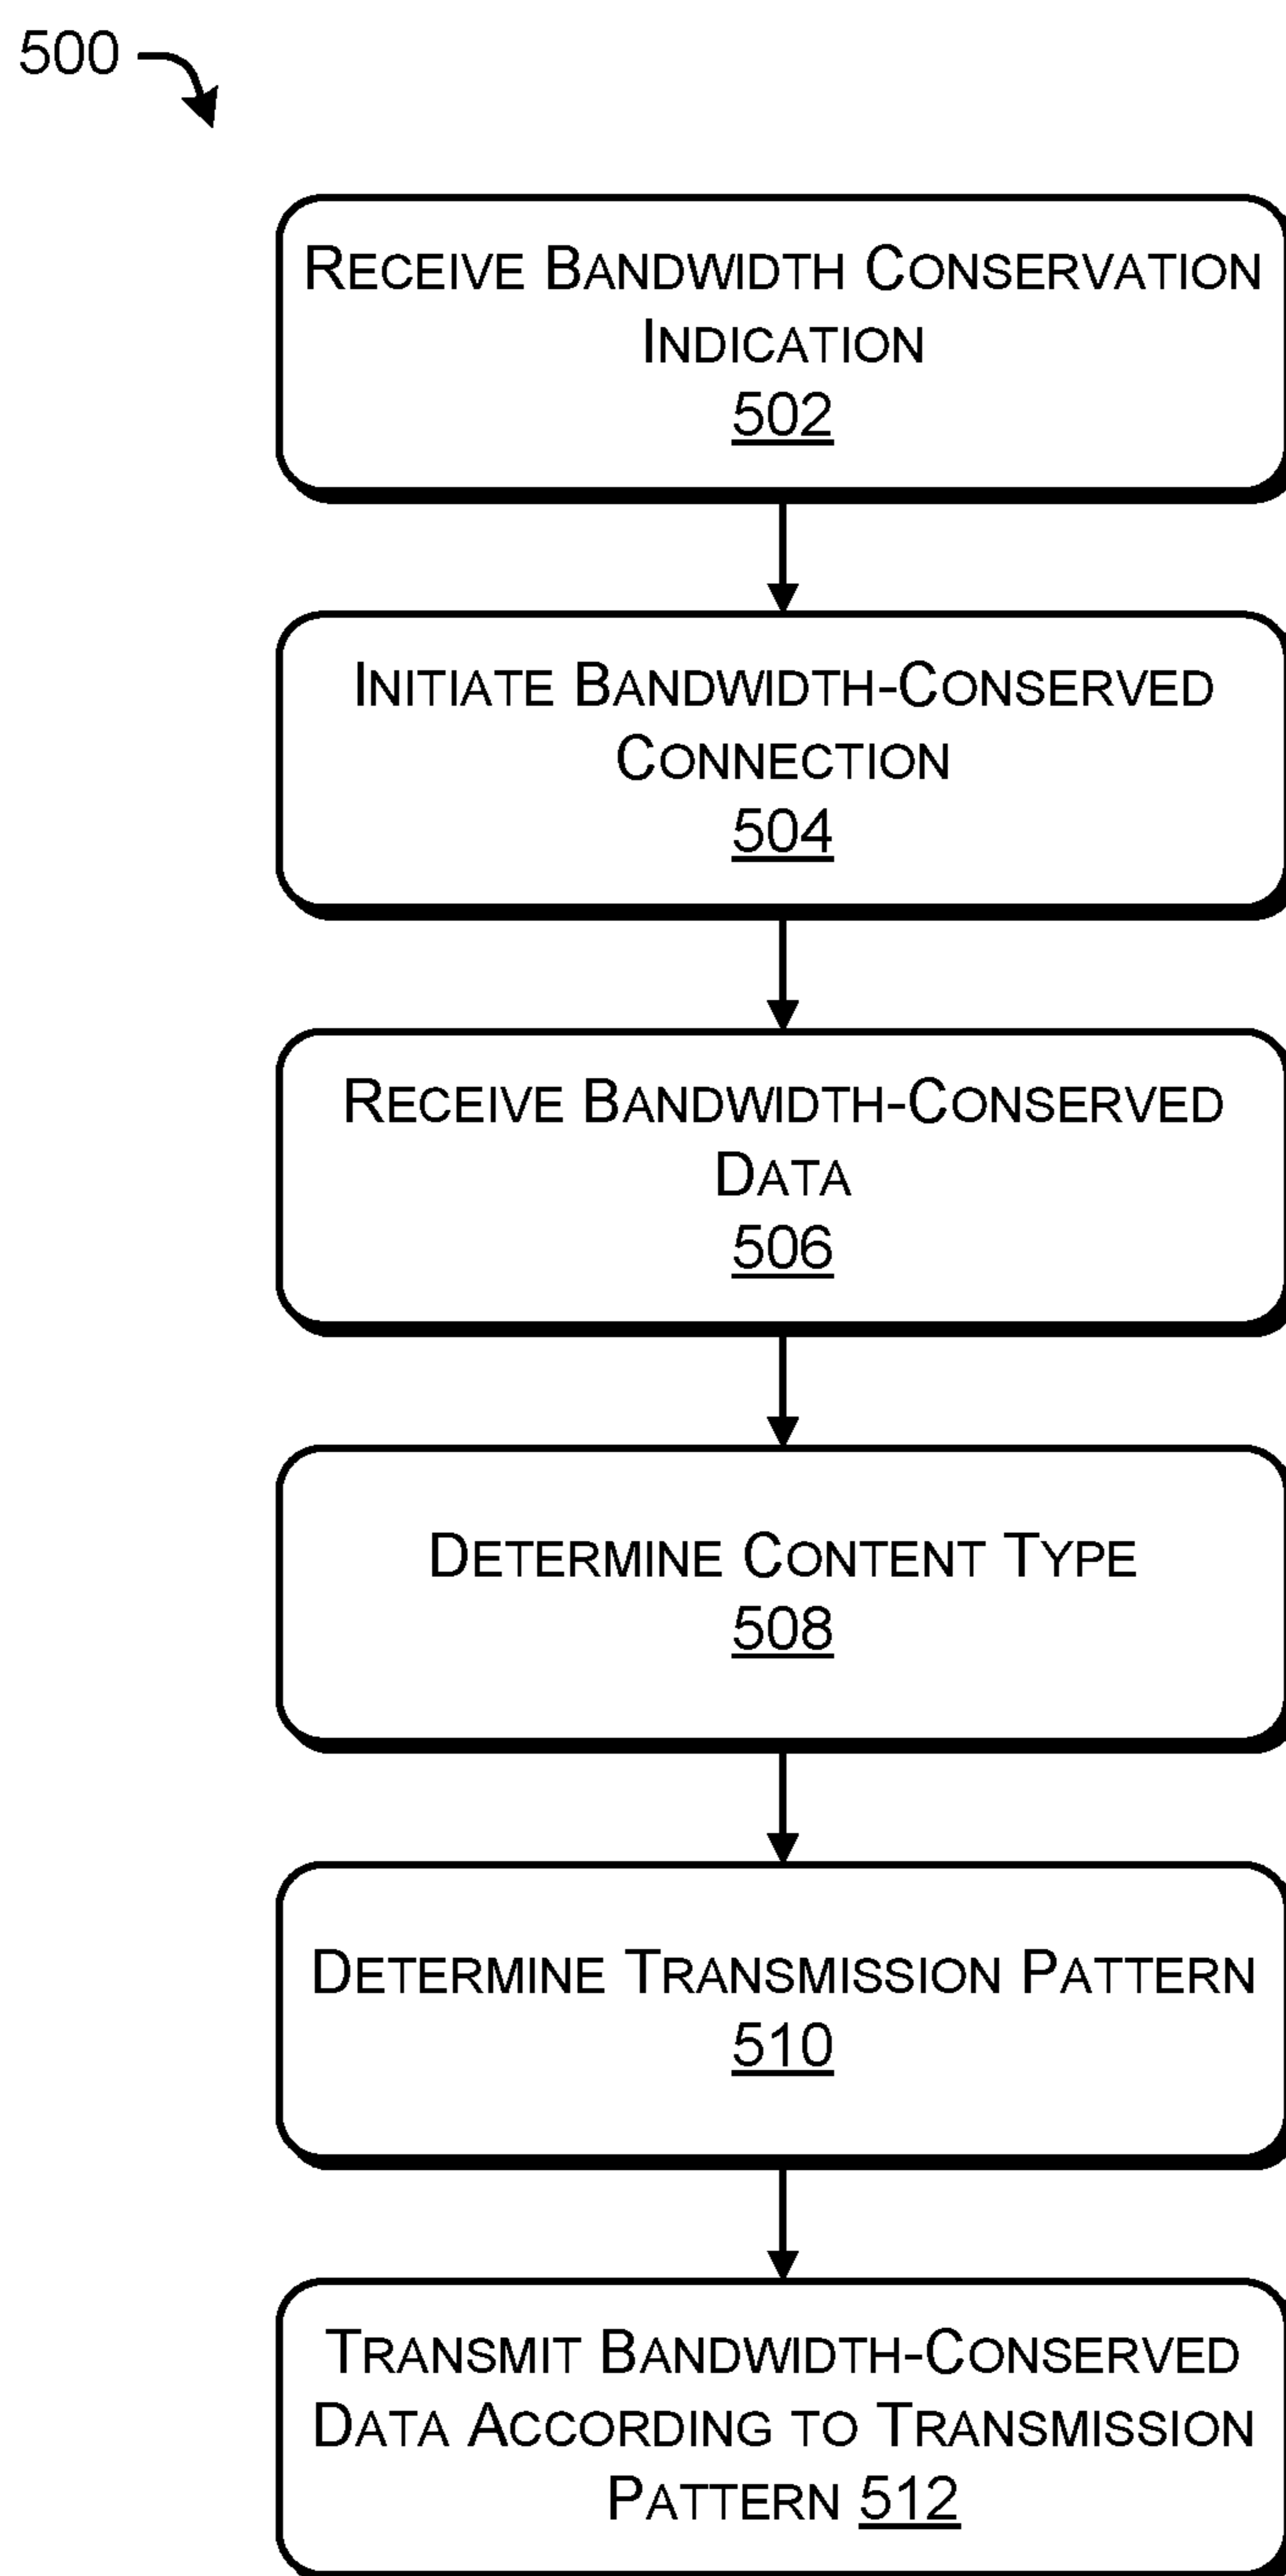 500
RECEIVE BANDWIDTH CONSERVATION
INDICATION
502
INITIATE BANDWIDTH-CONSERVED
CONNECTION
504
RECEIVE BANDWIDTH-CONSERVED
DATA
506
DETERMINE CONTENT TYPE
508
DETERMINE TRANSMISSION PATTERN
510
TRANSMIT BANDWIDTH-CONSERVED
DATA ACCORDING TO TRANSMISSION
PATTERN 512